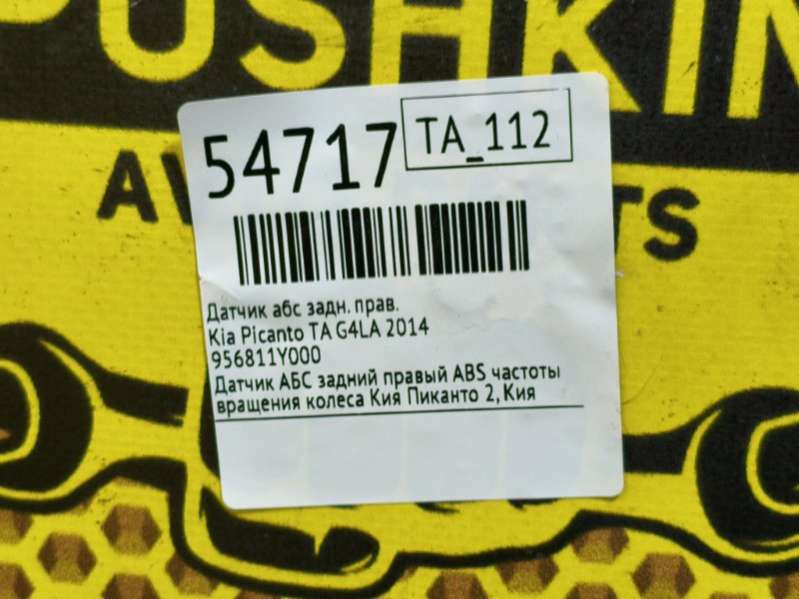 PUSHKIN
54717
TA_112
Датчик абс задн. прав.
Kia Picanto TA G4LA 2014
956811Y000
Датчик АБС задний правый ABS частоты
вращения колеса Кия Пиканто 2, Кия